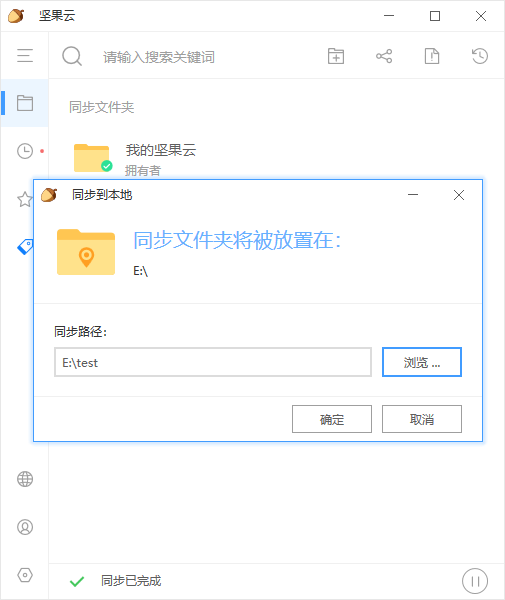 坚果云
请输入搜索关键词
同步文件夹
我的坚果云
拥有者
同步到本地
同步文件夹将被放置在:
E:\
同步路径:
E:\test
浏览 ...
确定
取消
同步已完成